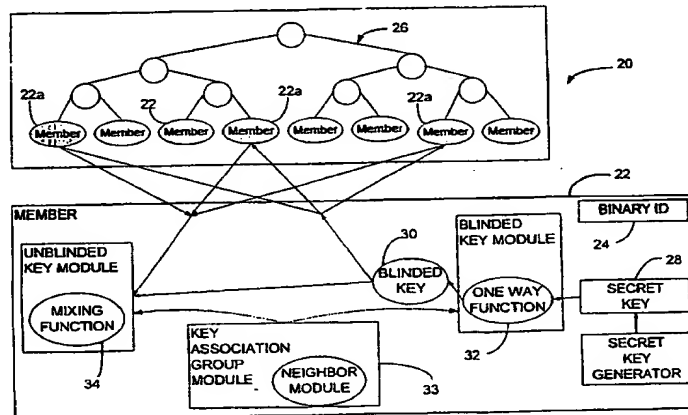 26
20
22a
22
22a
22a
Member
Member
Member
Member
Member
Member
Member
Member
22
MEMBER
BINARY ID
24
UNBLINDED
KEY MODULE
MIXING
FUNCTION
34
30
BLINDED
KEY
BLINDED
KEY MODULE
ONE WAY
FUNCTION
32
28
SECRET
KEY
SECRET
KEY
GENERATOR
KEY
ASSOCIATION
GROUP
MODULE
NEIGHBOR
MODULE
33